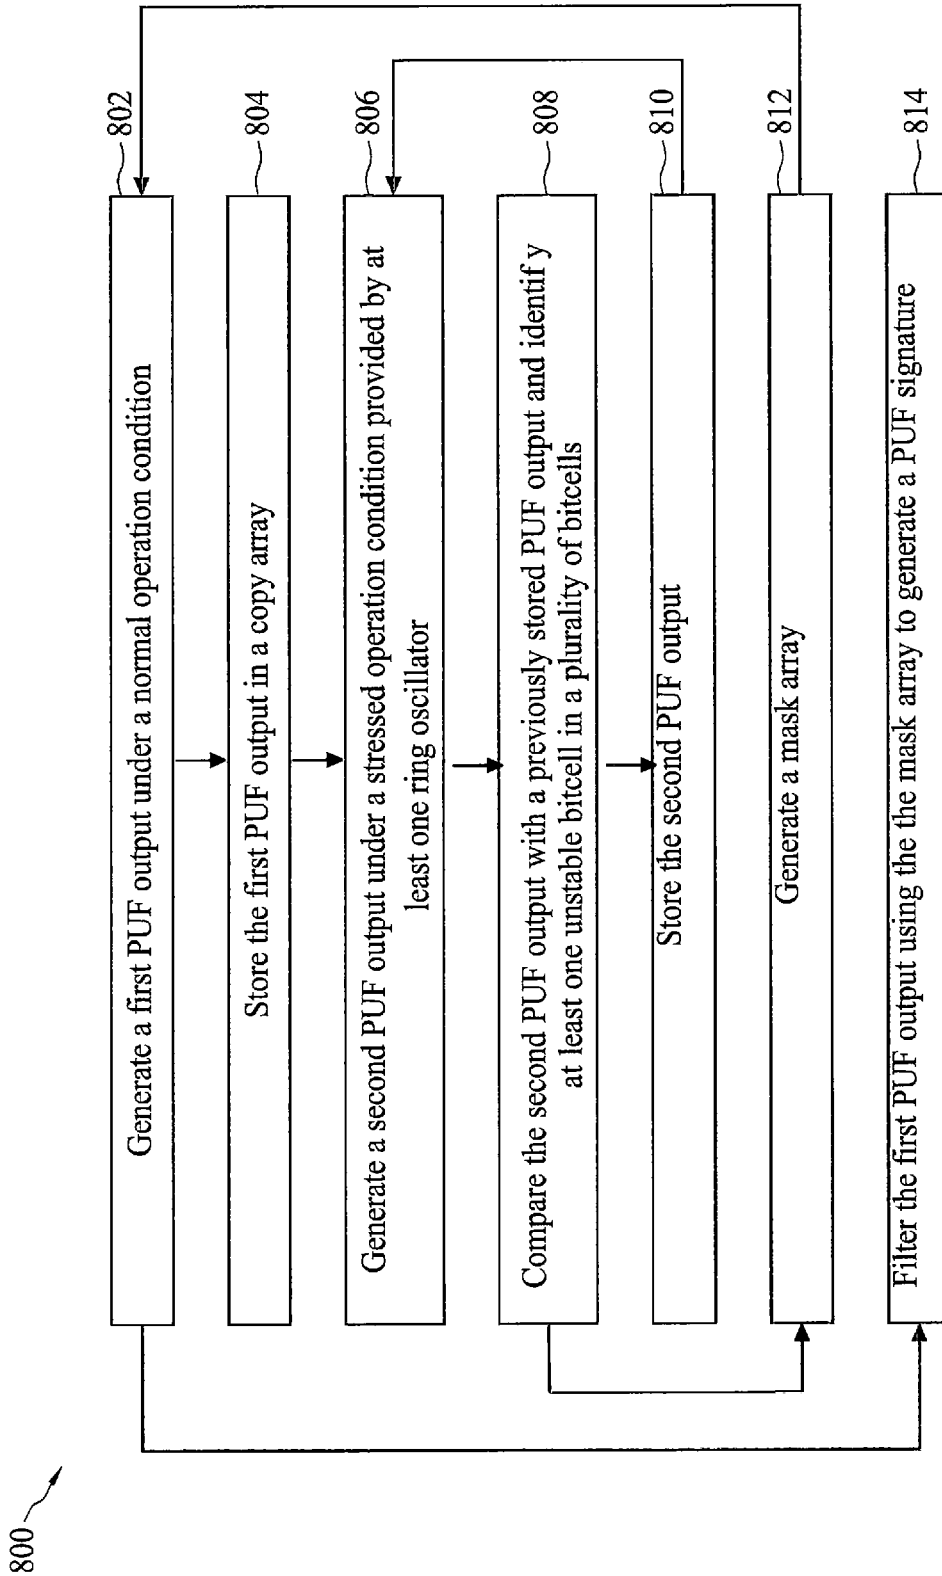 800
802
Generate a first PUF output under a normal operation condition
804
Store the first PUF output in a copy array
806
Generate a second PUF output under a stressed operation condition provided by at
least one ring oscillator
808
Compare the second PUF output with a previously stored PUF output and identify
at least one unstable bitcell in a plurality of bitcells
810
Store the second PUF output
812
Generate a mask array
814
Filter the first PUF output using the the mask array to generate a PUF signature